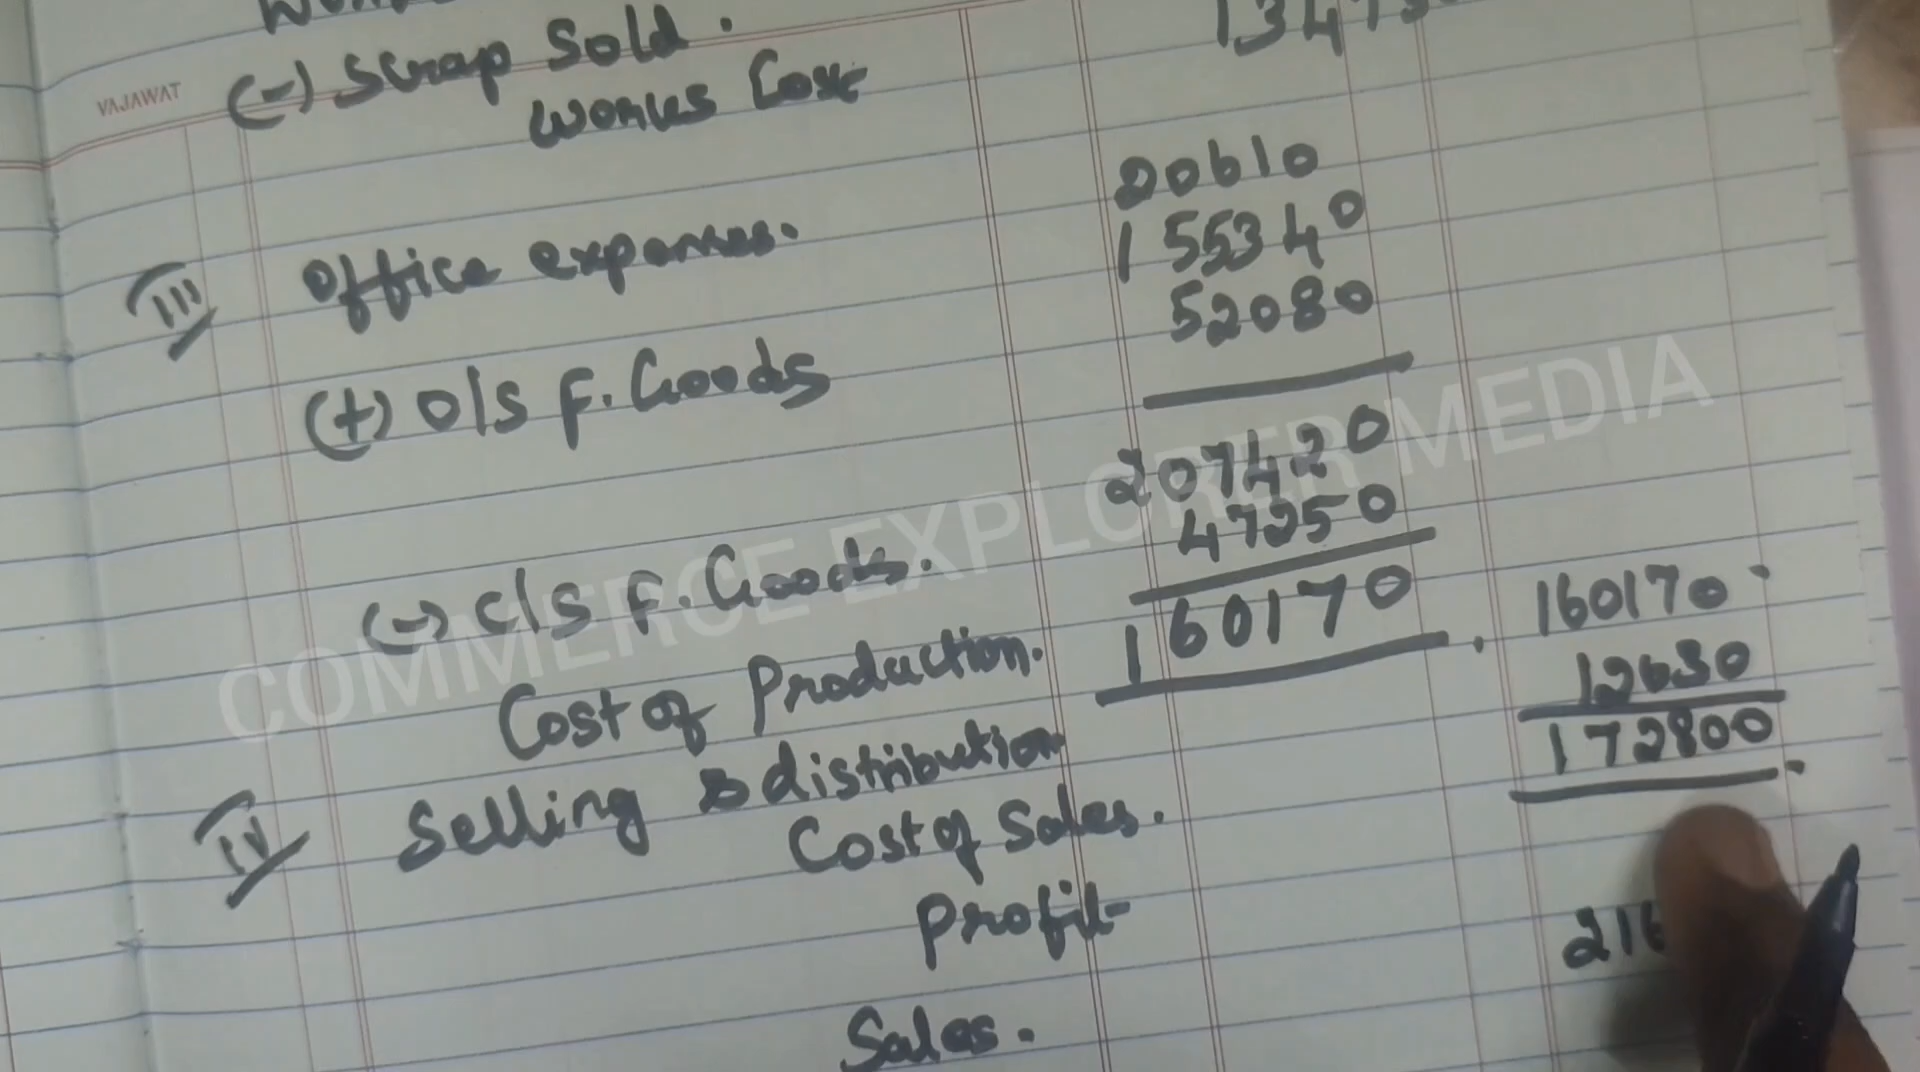 (-) Scrap Sold.
VAJAWAT
Works Cost
20610
III Office expenses. 155340
52080
(+) O/S F. Goods
207420
47250
(-) C/S F. Goods. 160170 160170
Cost of Production. 12630
172800
IV Selling & distribution
Cost of Sales.
Profit
Sales.
COMMERCE EXPLORER MEDIA